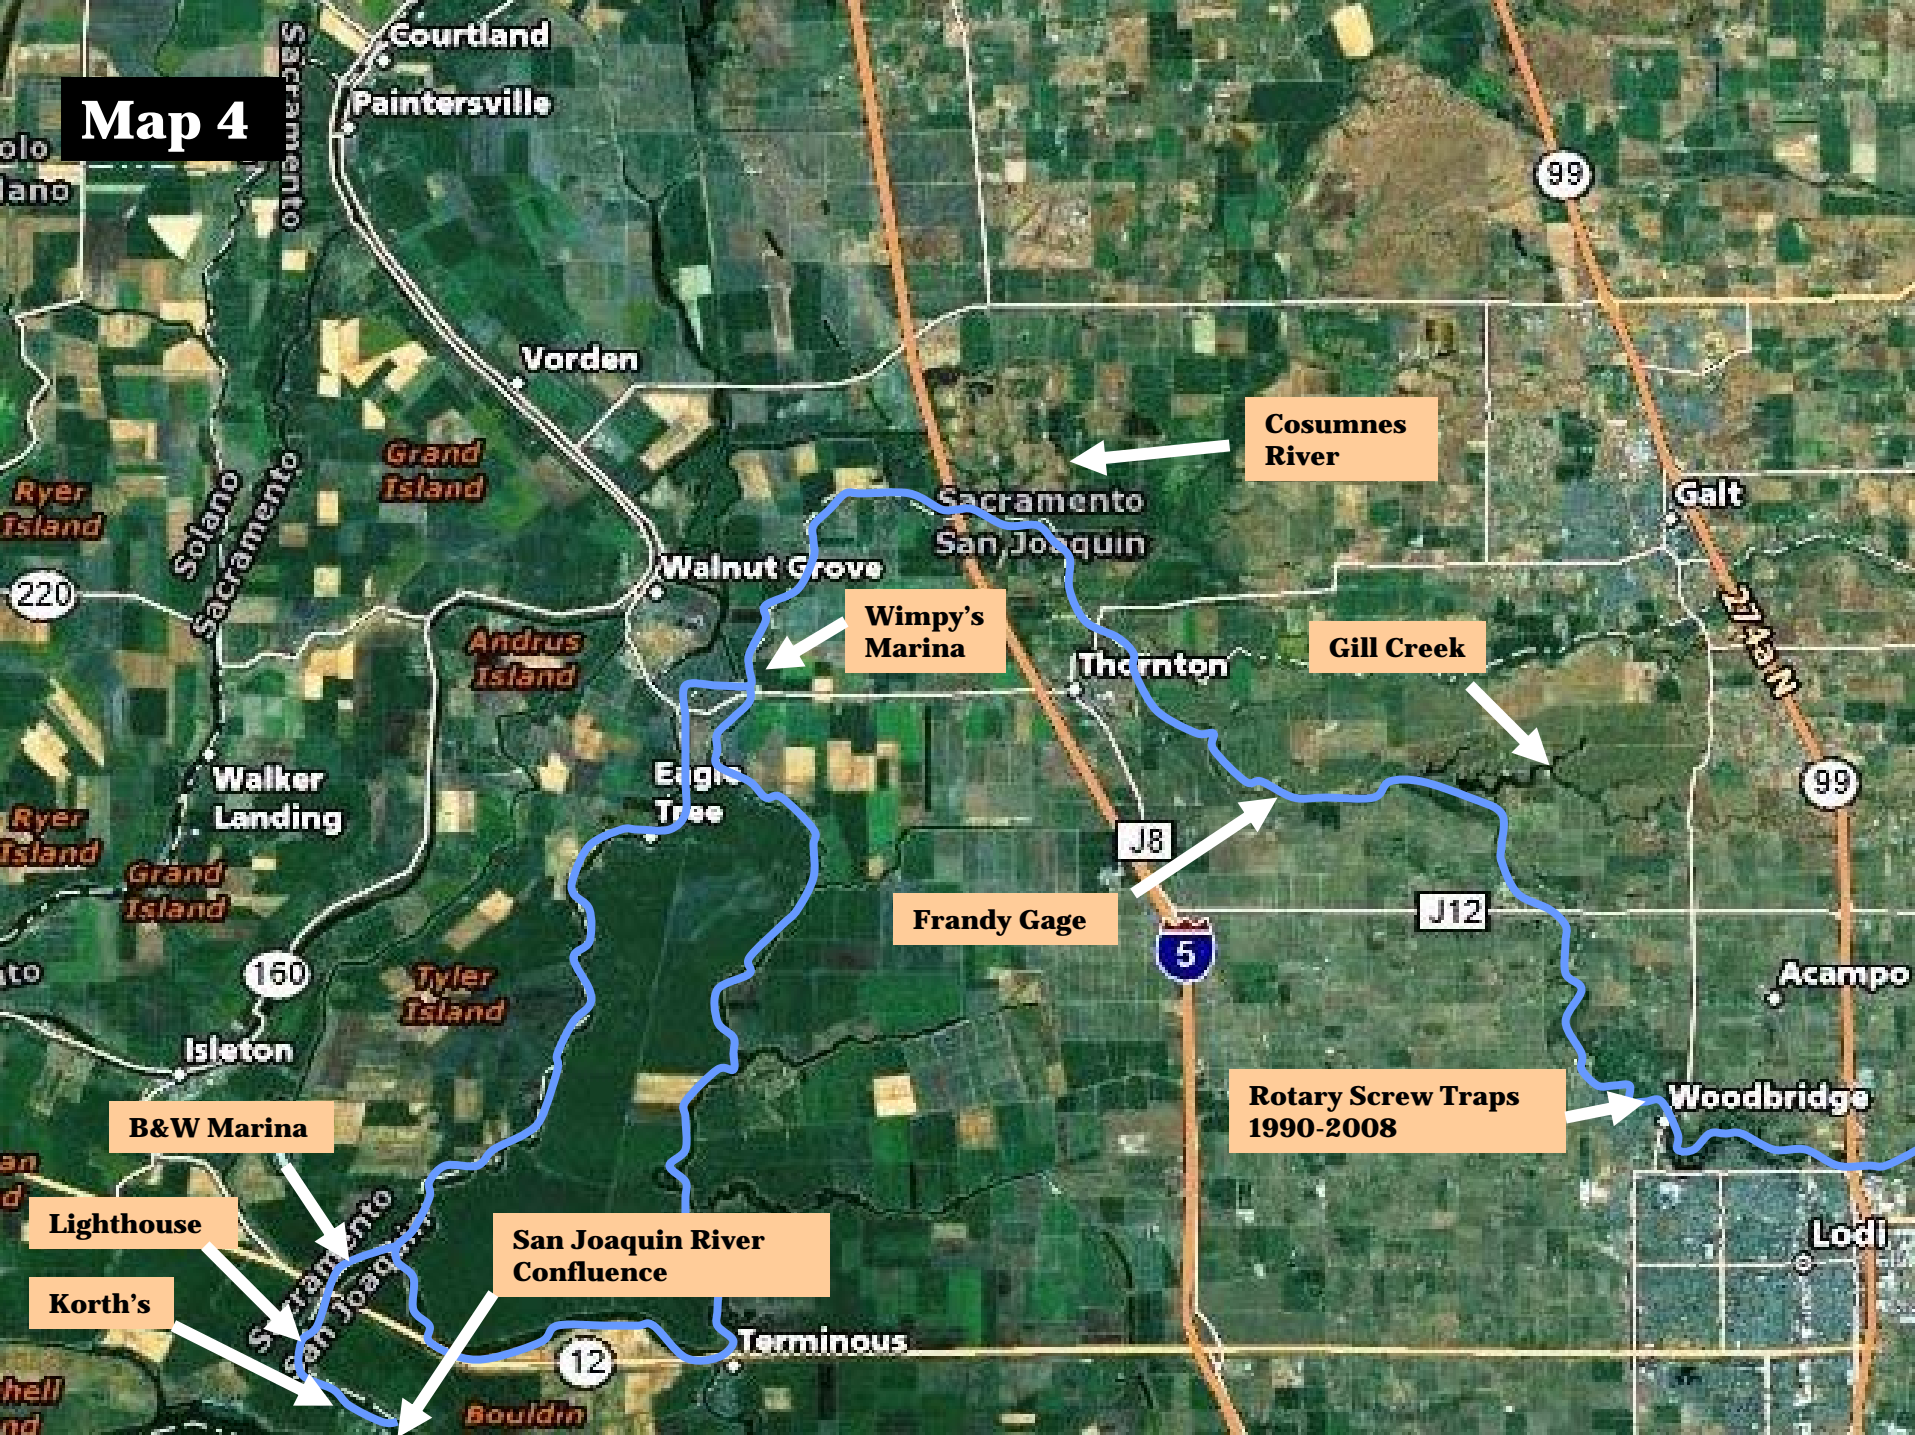 Courtland
Sacramento
Paintersville
Map 4
olo
lano
99
Vorden
Cosumnes
River
Grand
Island
Ryer
Island
Solano
Sacramento
Sacramento
San Joaquin
Galt
Walnut Grove
220
Wimpy's
Marina
27 Aa N
Andrus
Island
Gill Creek
Thornton
Walker
Landing
Eagle
Tree
99
Ryer
Island
J8
Grand
Island
Frandy Gage
J12
5
160
Tyler
Island
Acampo
Isleton
Rotary Screw Traps
1990-2008
Woodbridge
B&W Marina
Lighthouse
San Joaquin River
Confluence
Lodi
Korth's
Terminous
12
Bouldin